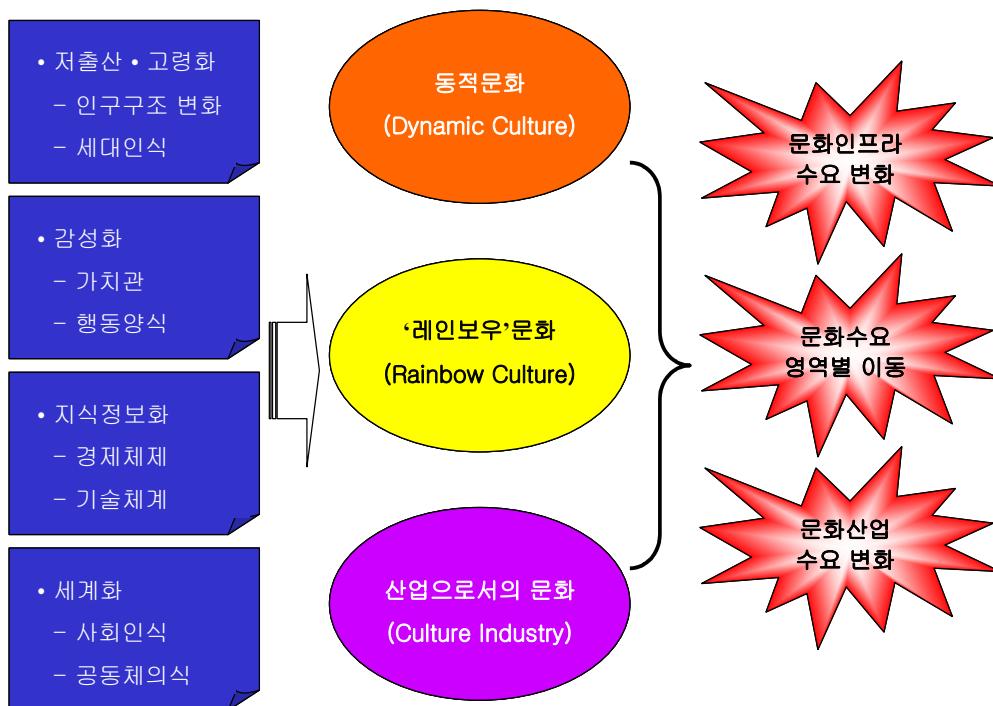 • 저출산 • 고령화
– 인구구조 변화
– 세대인식
• 감성화
– 가치관
– 행동양식
• 지식정보화
– 경제체제
– 기술체계
• 세계화
– 사회인식
– 공동체의식
동적문화
(Dynamic Culture)
‘레인보우’문화
(Rainbow Culture)
산업으로서의 문화
(Culture Industry)
문화인프라
수요 변화
문화수요
영역별 이동
문화산업
수요 변화